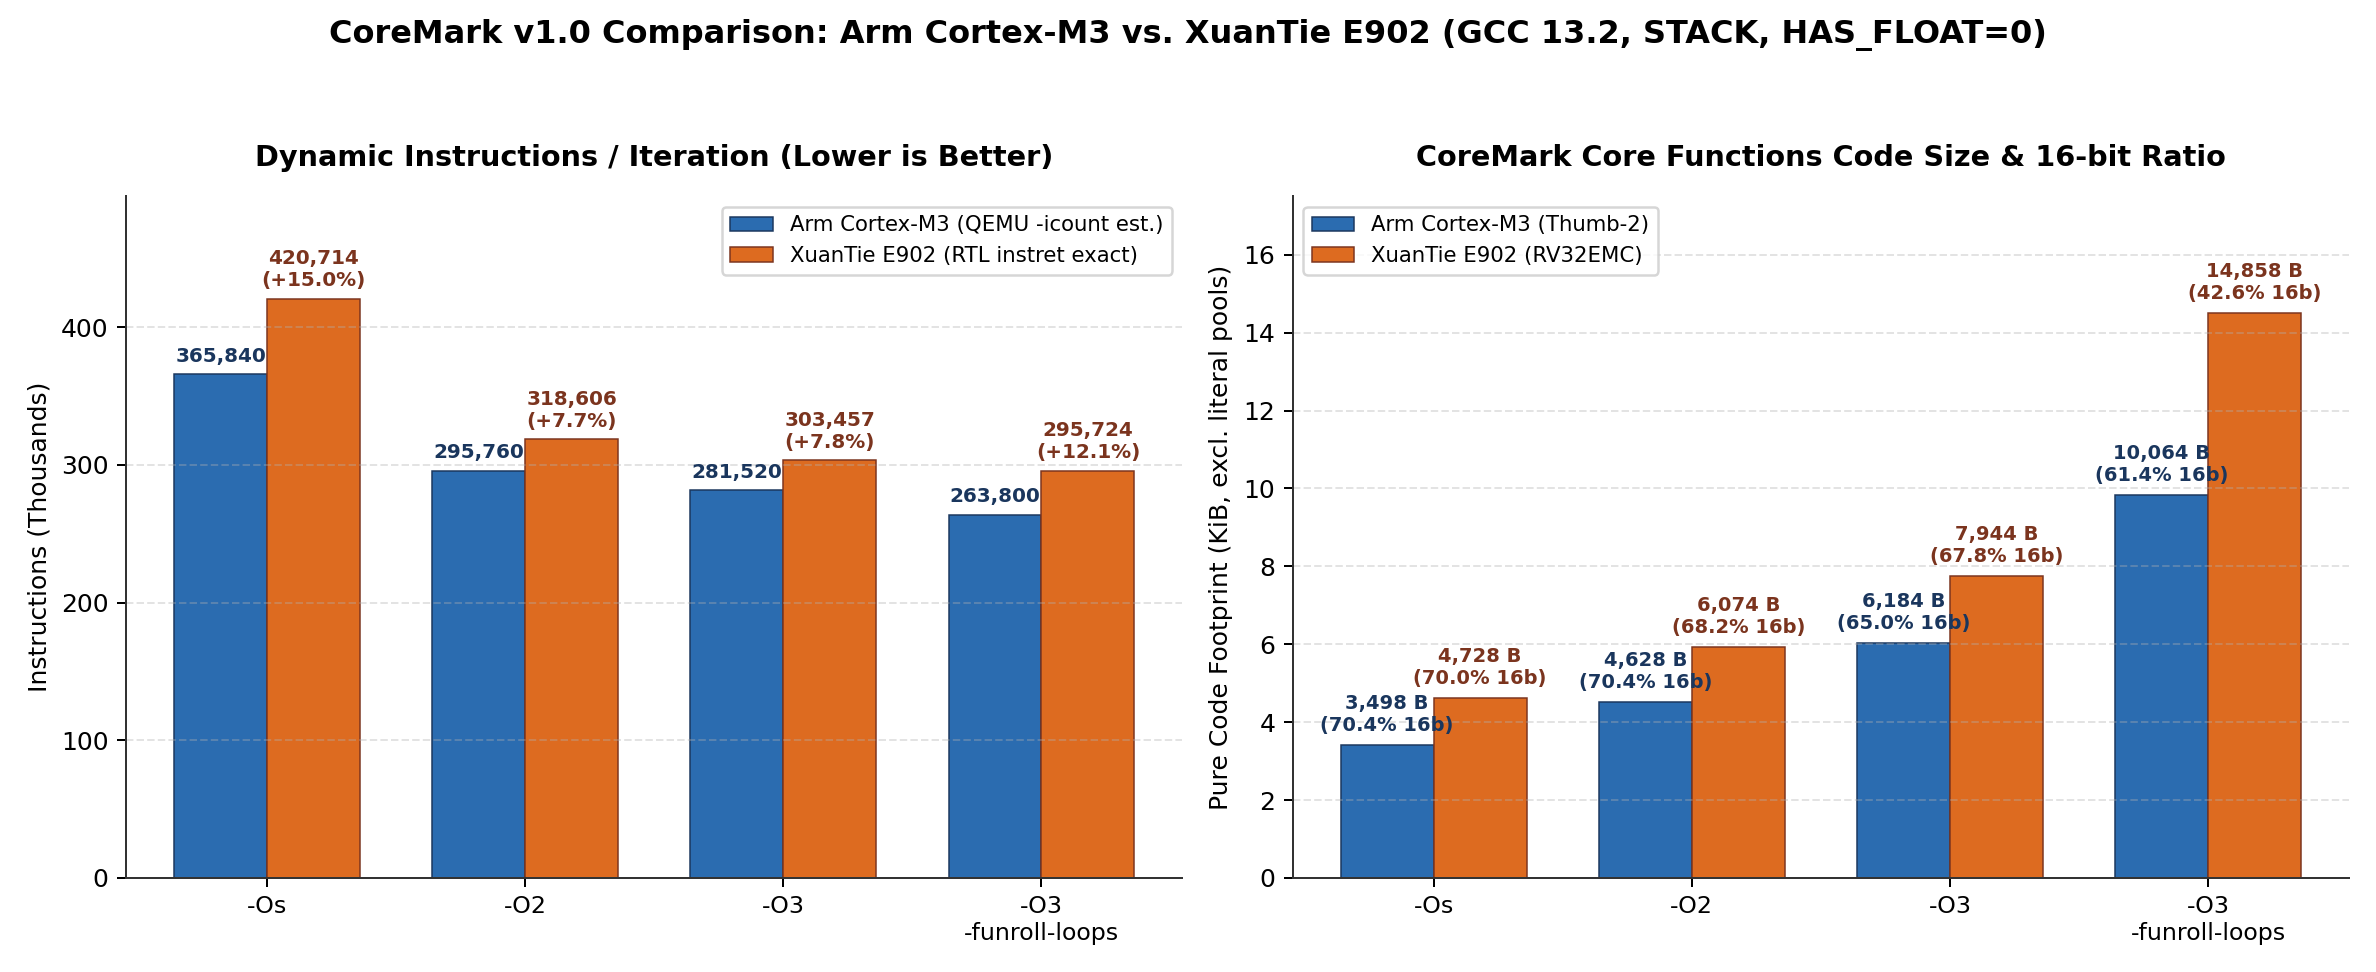 CoreMark v1.0 Comparison: Arm Cortex-M3 vs. XuanTie E902 (GCC 13.2, STACK, HAS_FLOAT=0)
Dynamic Instructions / Iteration (Lower is Better)
Arm Cortex-M3 (QEMU -icount est.)
XuanTie E902 (RTL instret exact)
Instructions (Thousands)
400
300
200
100
0
365,840
420,714
(+15.0%)
295,760
318,606
(+7.7%)
281,520
303,457
(+7.8%)
263,800
295,724
(+12.1%)
-Os
-O2
-O3
-O3
-funroll-loops
CoreMark Core Functions Code Size & 16-bit Ratio
Arm Cortex-M3 (Thumb-2)
XuanTie E902 (RV32EMC)
Pure Code Footprint (KiB, excl. literal pools)
16
14
12
10
8
6
4
2
0
3,498 B
(70.4% 16b)
4,728 B
(70.0% 16b)
4,628 B
(70.4% 16b)
6,074 B
(68.2% 16b)
6,184 B
(65.0% 16b)
7,944 B
(67.8% 16b)
10,064 B
(61.4% 16b)
14,858 B
(42.6% 16b)
-Os
-O2
-O3
-O3
-funroll-loops